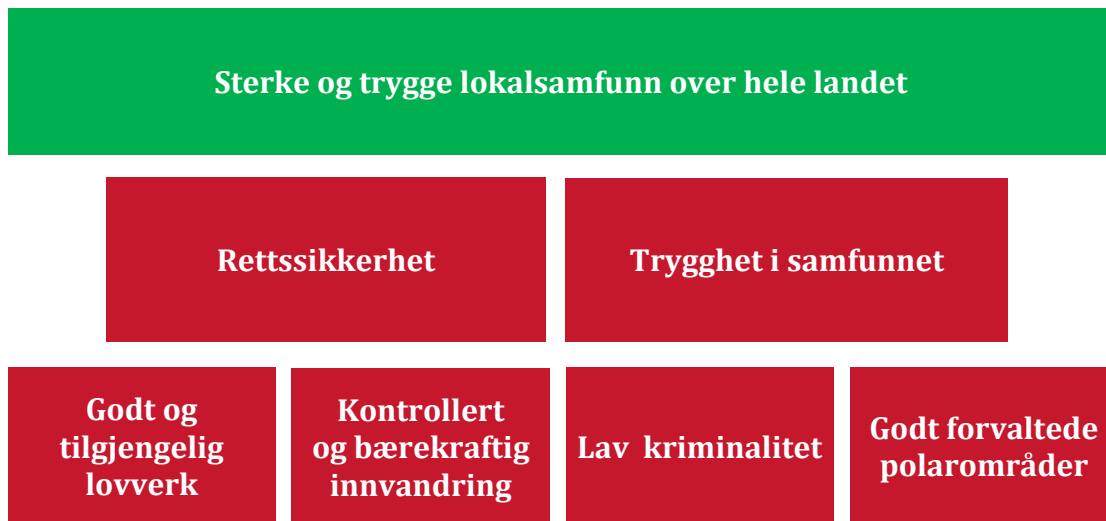 Sterke og trygge lokalsamfunn over hele landet
Rettssikkerhet
Trygghet i samfunnet
Godt og
tilgjengelig
lovverk
Kontrollert
og bærekraftig
innvandring
Lav  kriminalitet
Godt forvaltede
polarområder